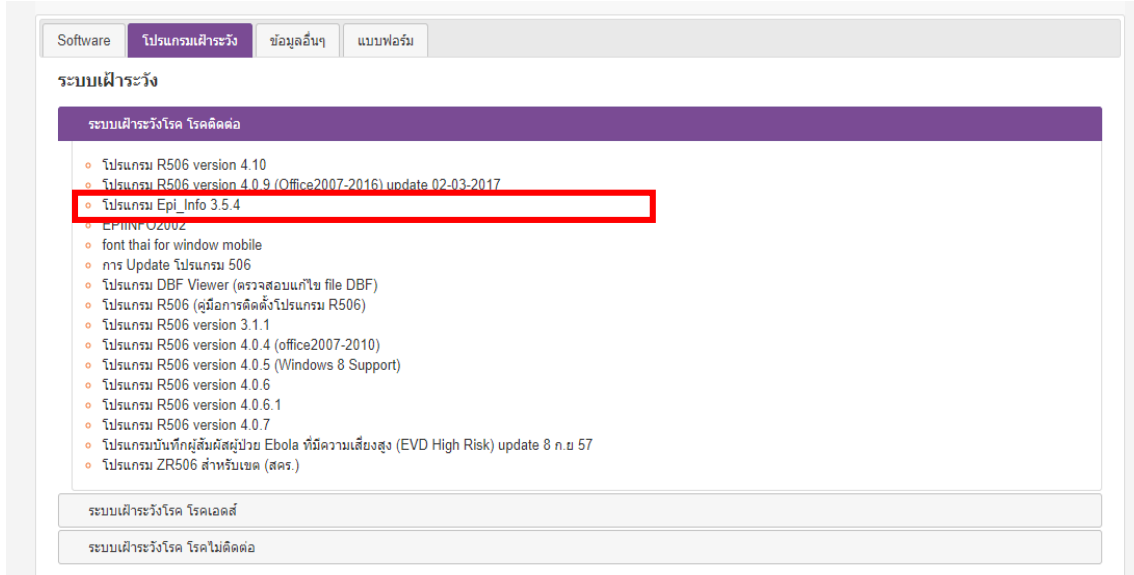 Software โปรแกรมเฝ้าระวัง ข้อมูลอื่นๆ แบบฟอร์ม
ระบบเฝ้าระวัง
ระบบเฝ้าระวังโรค โรคติดต่อ
โปรแกรม R506 version 4.10
โปรแกรม R506 version 4.0.9 (Office2007-2016) update 02-03-2017
โปรแกรม Epi_Info 3.5.4
EPIINFO2002
font thai for window mobile
การ Update โปรแกรม 506
โปรแกรม DBF Viewer (ตรวจสอบแก้ไข file DBF)
โปรแกรม R506 (คู่มือการติดตั้งโปรแกรม R506)
โปรแกรม R506 version 3.1.1
โปรแกรม R506 version 4.0.4 (office2007-2010)
โปรแกรม R506 version 4.0.5 (Windows 8 Support)
โปรแกรม R506 version 4.0.6
โปรแกรม R506 version 4.0.6.1
โปรแกรม R506 version 4.0.7
โปรแกรมบันทึกผู้สัมผัสผู้ป่วย Ebola ที่มีความเสี่ยงสูง (EVD High Risk) update 8 ก.ย 57
โปรแกรม ZR506 สำหรับเขต (สคร.)
ระบบเฝ้าระวังโรค โรคเอดส์
ระบบเฝ้าระวังโรค โรคไม่ติดต่อ